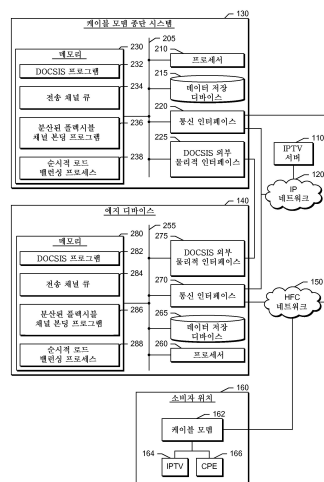 130
케이블 모뎀 종단 시스템
230
메모리
232
DOCSIS 프로그램
234
전송 채널 큐
236
분산된 플렉시블
채널 본딩 프로그램
238
순시적 로드
밸런싱 프로세스
205
210
프로세서
215
데이터 저장
디바이스
220
통신 인터페이스
225
DOCSIS 외부
물리적 인터페이스
110
IPTV
서버
120
IP
네트워크
140
에지 디바이스
280
메모리
282
DOCSIS 프로그램
284
전송 채널 큐
286
분산된 플렉시블
채널 본딩 프로그램
288
순시적 로드
밸런싱 프로세스
255
275
DOCSIS 외부
물리적 인터페이스
270
통신 인터페이스
265
데이터 저장
디바이스
260
프로세서
150
HFC
네트워크
160
소비자 위치
162
케이블 모뎀
164
166
IPTV
CPE